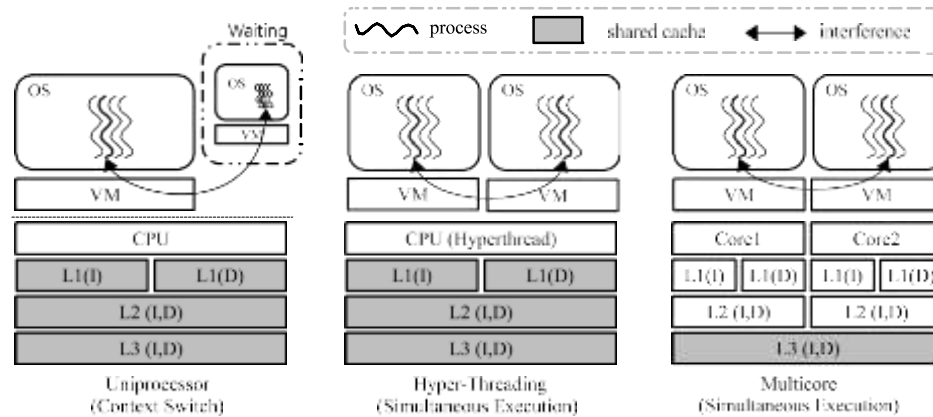 Waiting
process
shared cache
interference
OS
OS
VM
VM
CPU
L1(I)
L1(D)
L2 (I,D)
L3 (I,D)
Uniprocessor
(Context Switch)
OS
OS
VM
VM
CPU (Hyperthread)
L1(I)
L1(D)
L2 (I,D)
L3 (I,D)
Hyper-Threading
(Simultaneous Execution)
OS
OS
VM
VM
Core1
Core2
L1(I)
L1(D)
L1(I)
L1(D)
L2 (I,D)
L2 (I,D)
L3 (I,D)
Multicore
(Simultaneous Execution)